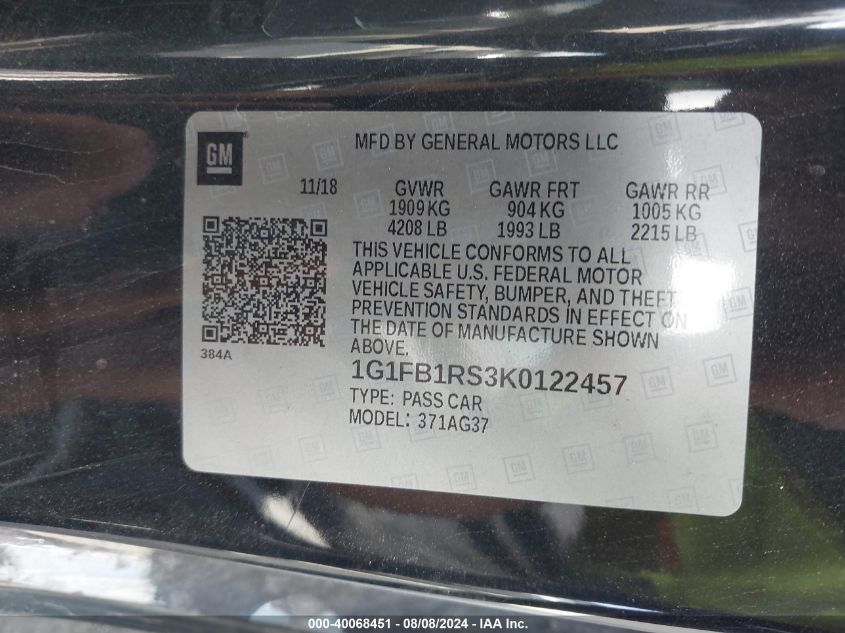 MFD BY GENERAL MOTORS LLC
GM
11/18
GVWR GAWR FRT GAWR RR
1909 KG 904 KG 1005 KG
4208 LB 1993 LB 2215 LB
THIS VEHICLE CONFORMS TO ALL
APPLICABLE U.S. FEDERAL MOTOR
VEHICLE SAFETY, BUMPER, AND THEFT
PREVENTION STANDARDS IN EFFECT ON
THE DATE OF MANUFACTURE SHOWN
ABOVE.
384A
1G1FB1RS3K0122457
TYPE: PASS CAR
MODEL: 371AG37
000-40068451 - 08/08/2024 - IAA Inc.